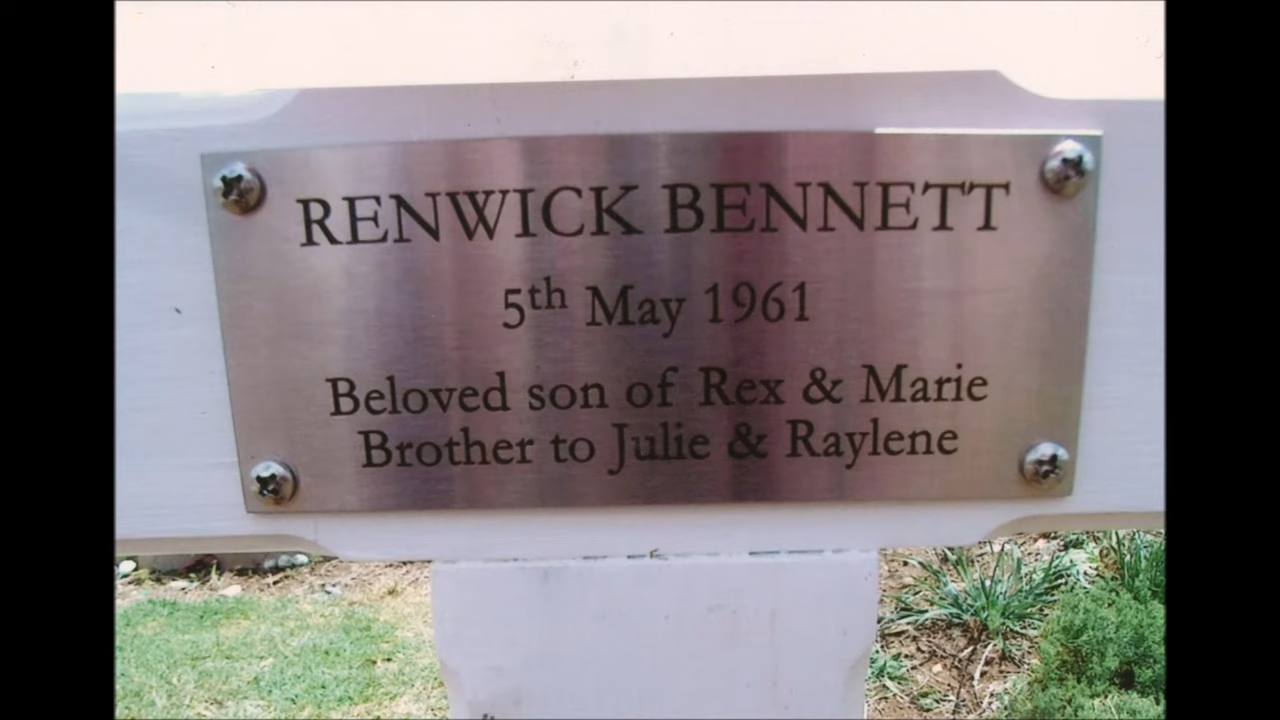 RENWICK BENNETT
5th May 1961
Beloved son of Rex & Marie
Brother to Julie & Raylene